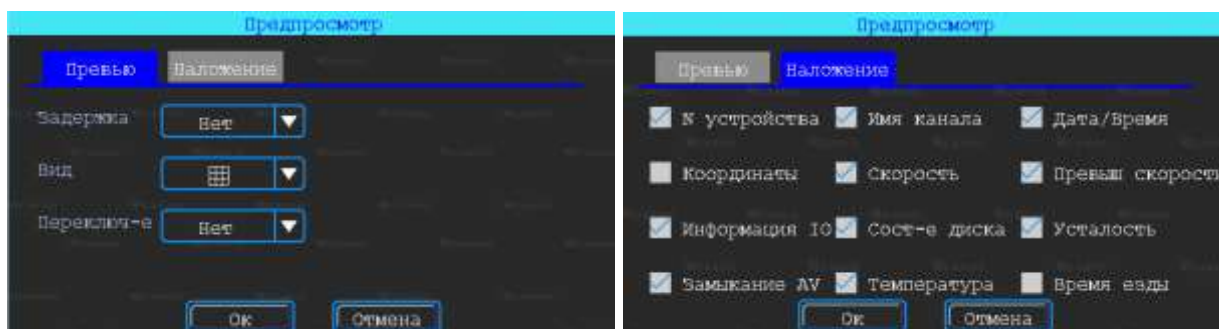 Предпросмотр
Превью Наложение
Задержка Нет
Вид
Переключ-е Нет
Ок Отмена
Предпросмотр
Превью Наложение
N устройства Имя канала Дата/Время
Координаты Скорость Превыш скорости
Информация IO Сост-е диска Усталость
Замыкание AV Температура Время езды
Ок Отмена